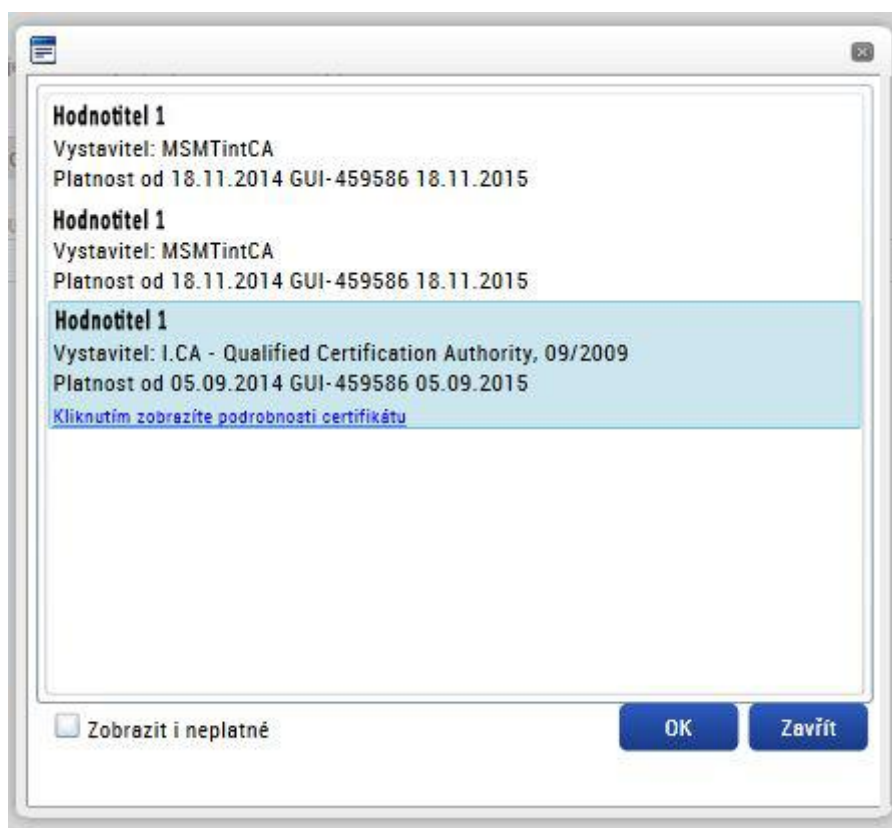 Hodnotitel 1
Vystavitel: MSMTintCA
Platnost od 18.11.2014 GUI-459586 18.11.2015
Hodnotitel 1
Vystavitel: MSMTintCA
Platnost od 18.11.2014 GUI-459586 18.11.2015
Hodnotitel 1
Vystavitel: I.CA - Qualified Certification Authority, 09/2009
Platnost od 05.09.2014 GUI-459586 05.09.2015
Kliknutím zobrazíte podrobnosti certifikátu
Zobrazit i neplatné
OK
Zavřít